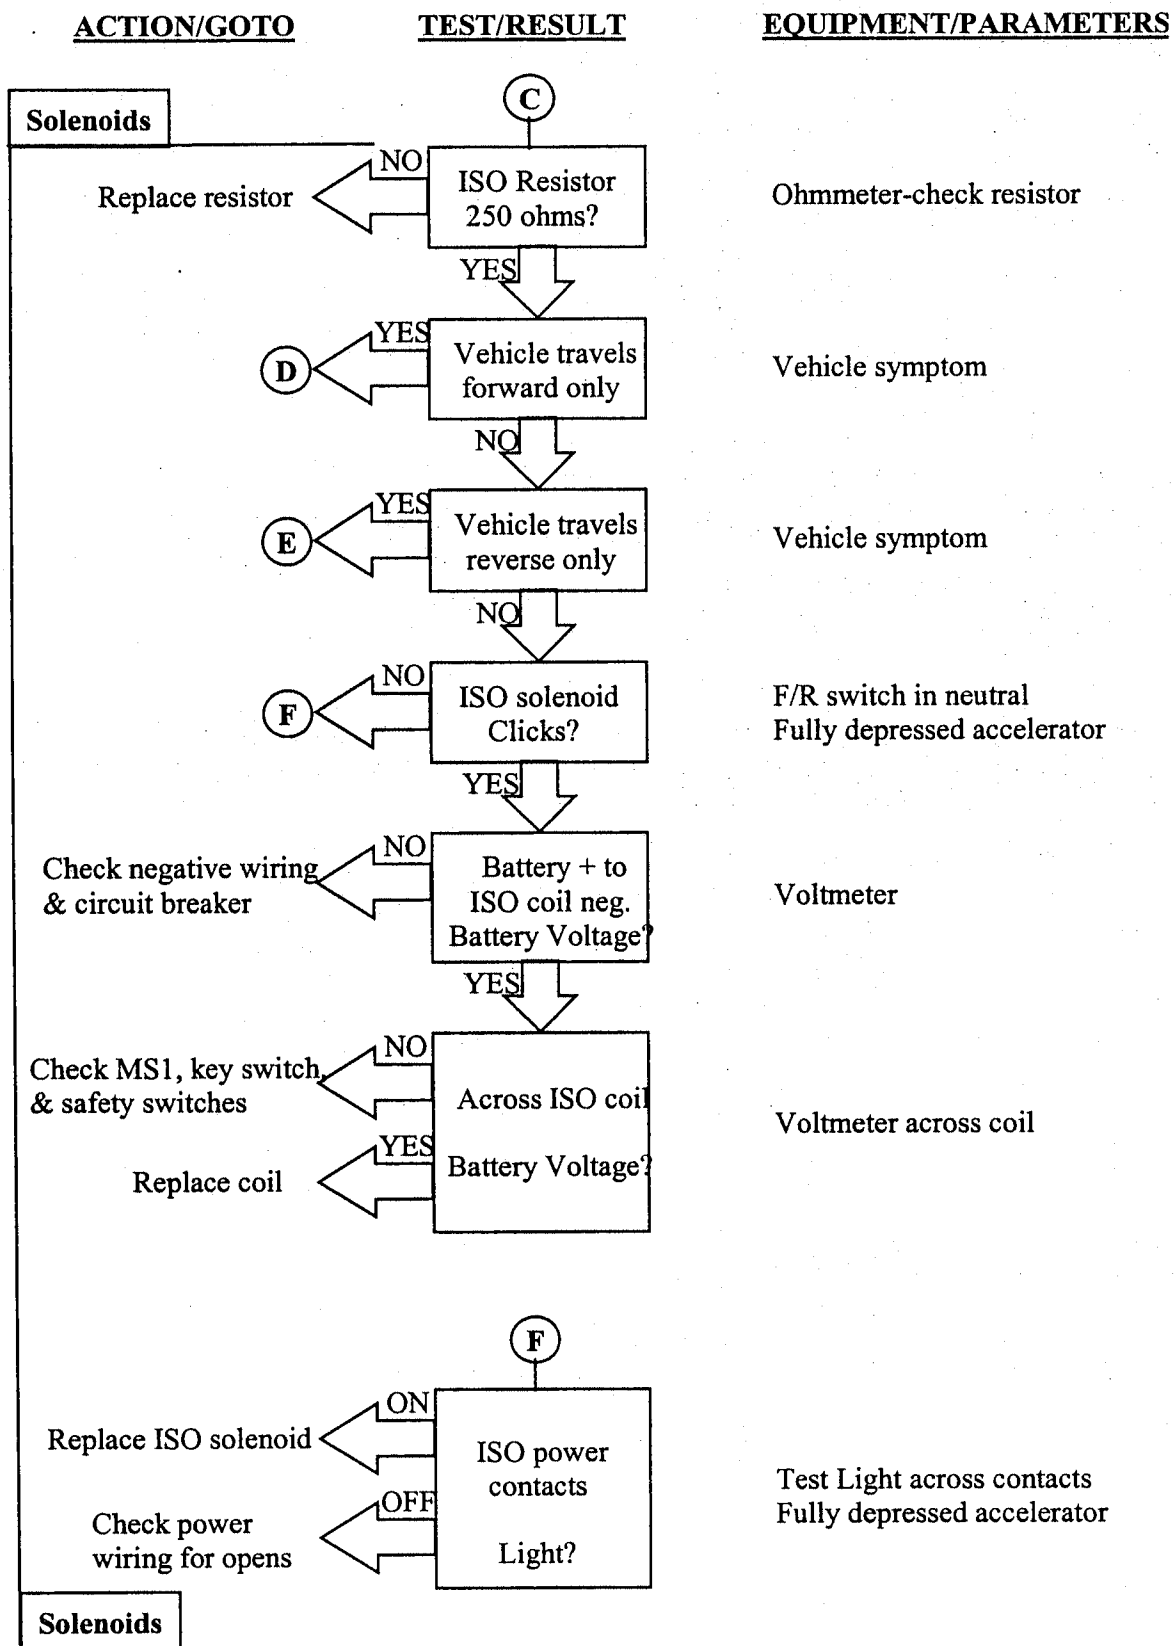 ACTION/GOTO TEST/RESULT EQUIPMENT/PARAMETERS
C
Solenoids
NO
Replace resistor
ISO Resistor
250 ohms?
Ohmmeter-check resistor
YES
YES
D
Vehicle travels
forward only
Vehicle symptom
NO
YES
E
Vehicle travels
reverse only
Vehicle symptom
NO
NO
F
ISO solenoid
Clicks?
F/R switch in neutral
Fully depressed accelerator
YES
NO
Check negative wiring
& circuit breaker
Battery + to
ISO coil neg.
Battery Voltage?
Voltmeter
YES
NO
Check MS1, key switch,
& safety switches
Across ISO coil
YES
Replace coil
Battery Voltage?
Voltmeter across coil
F
ON
Replace ISO solenoid
ISO power
contacts
OFF
Check power
wiring for opens
Light?
Test Light across contacts
Fully depressed accelerator
Solenoids